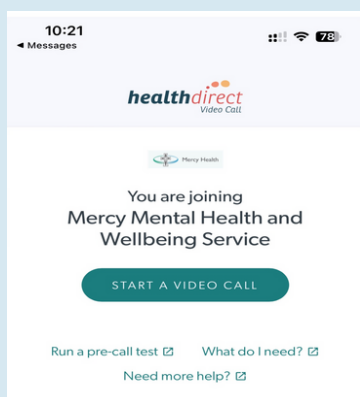 10:21
78
◀ Messages
healthdirect
Video Call
Mercy Health
You are joining
Mercy Mental Health and
Wellbeing Service
START A VIDEO CALL
Run a pre-call test
What do I need?
Need more help?